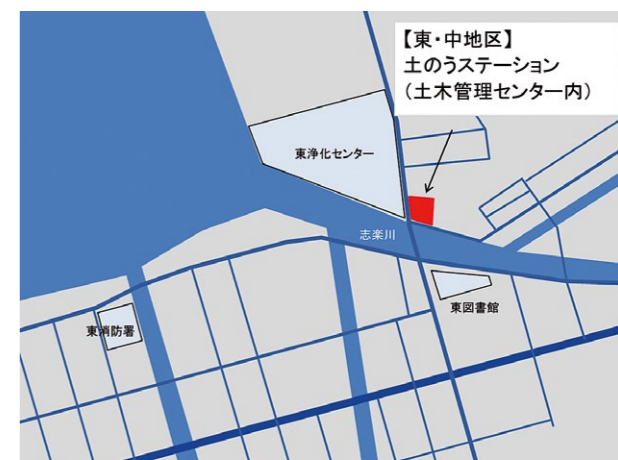 【東・中地区】
土のうステーション
（土木管理センター内）
東浄化センター
志楽川
東図書館
東消防署